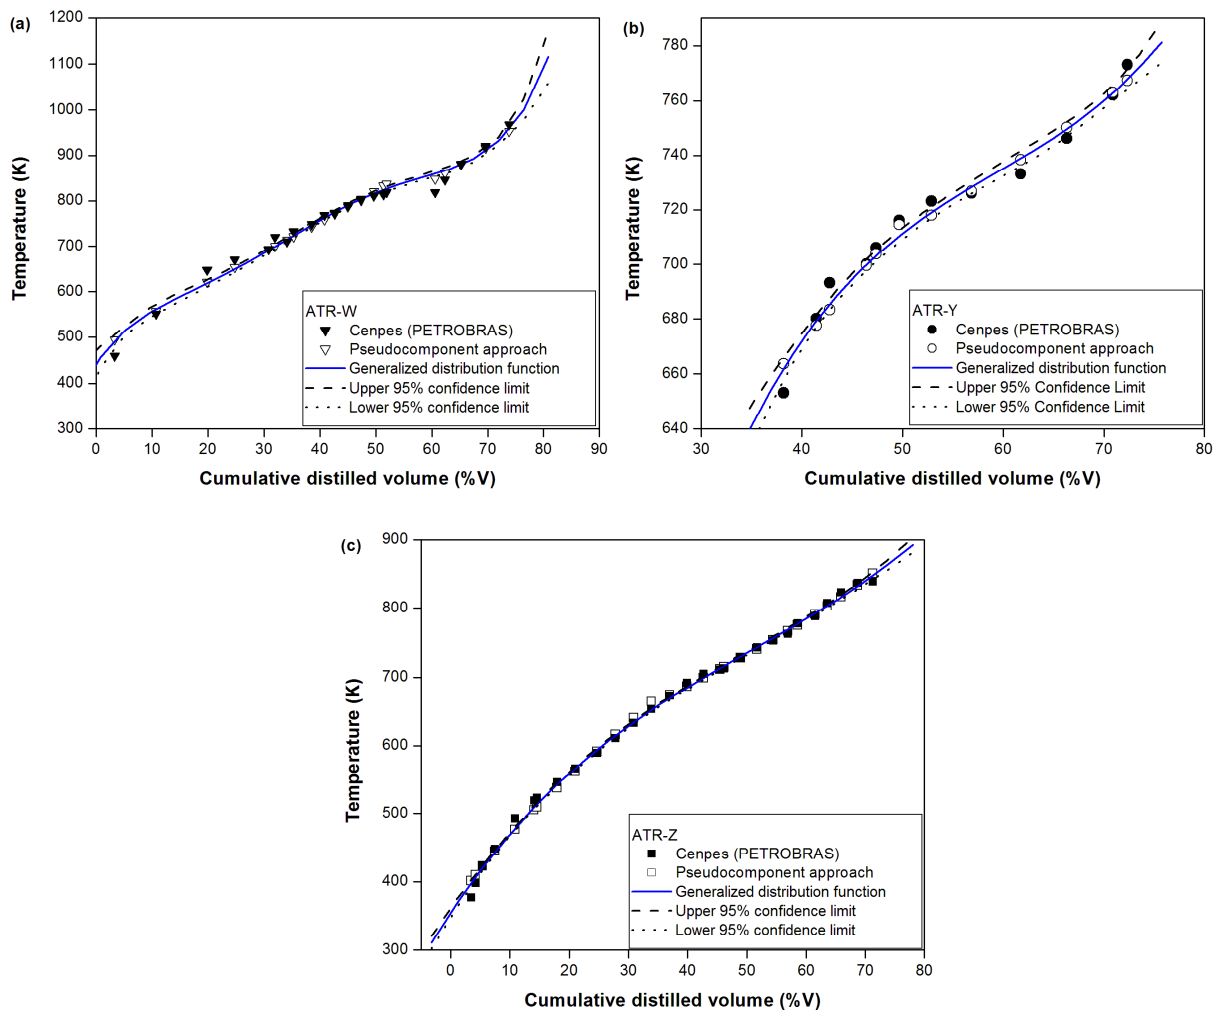 (a)
1200
1100
1000
900
800
700
600
500
400
300
Temperature (K)
0 10 20 30 40 50 60 70 80 90
Cumulative distilled volume (%V)
ATR-W
Cenpes (PETROBRAS)
Pseudocomponent approach
Generalized distribution function
Upper 95% confidence limit
Lower 95% confidence limit
(b)
780
760
740
720
700
680
660
640
Temperature (K)
30 40 50 60 70 80
Cumulative distilled volume (%V)
ATR-Y
Cenpes (PETROBRAS)
Pseudocomponent approach
Generalized distribution function
Upper 95% Confidence Limit
Lower 95% Confidence Limit
(c)
900
800
700
600
500
400
300
Temperature (K)
0 10 20 30 40 50 60 70 80
Cumulative distilled volume (%V)
ATR-Z
Cenpes (PETROBRAS)
Pseudocomponent approach
Generalized distribution function
Upper 95% confidence limit
Lower 95% confidence limit